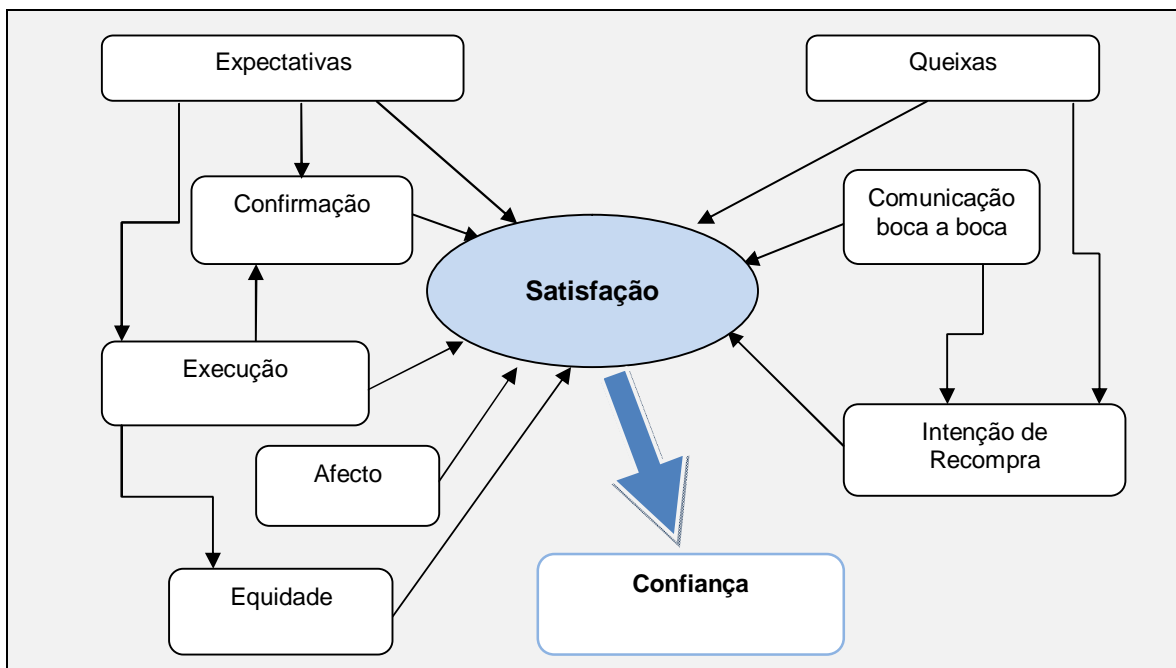 Expectativas
Queixas
Confirmação
Comunicação
boca a boca
Satisfação
Execução
Intenção de
Recompra
Afecto
Equidade
Confiança